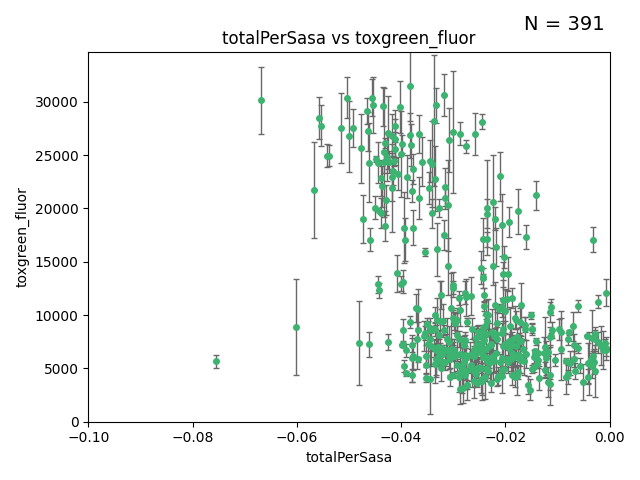 N = 391
totalPerSasa vs toxgreen_fluor
30000
25000
20000
15000
10000
5000
0
toxgreen_fluor
−0.10 −0.08 −0.06 −0.04 −0.02 0.00
totalPerSasa